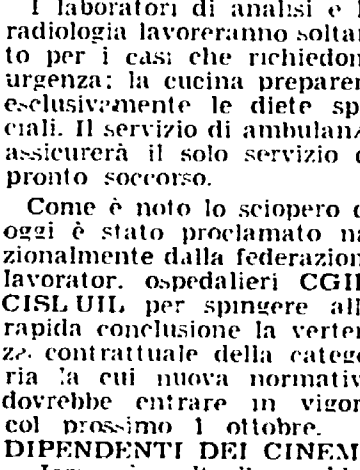 I laboratori di analisi e l
radiologia lavoreranno solta
to per i casi che richiedon
urgenza: la cucina preparer
esclusivamente le diete sp
ciali. Il servizio di ambulanz
assicurerà il solo servizio d
pronto soccorso.
Come è noto lo sciopero d
oggi è stato proclamato na
zionalmente dalla federazion
lavorator. ospedalieri CGIL
CISL UIL per spingere all
rapida conclusione la verten
za contrattuale della catego
ria la cui nuova normativ
dovrebbe entrare in vigor
col prossimo 1 ottobre.
DIPENDENTI DEI CINEM